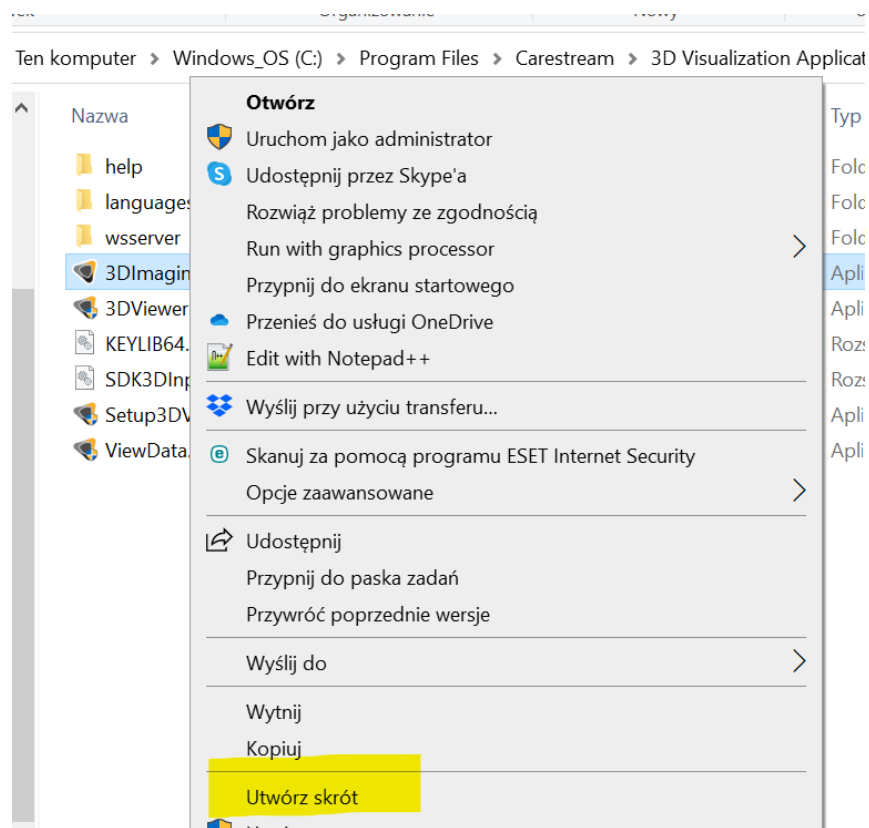 Ten komputer > Windows_OS (C:) > Program Files > Carestream > 3D Visualization Applicat
Nazwa
Typ
help
languages
wsserver
3DImagin
3DViewer
KEYLIB64.
SDK3DInp
Setup3DV
ViewData.
Fold
Fold
Fold
Apli
Apli
Rozs
Rozs
Apli
Apli
Otwórz
Uruchom jako administrator
Udostępnij przez Skype'a
Rozwiąż problemy ze zgodnością
Run with graphics processor
Przypnij do ekranu startowego
Przenieś do usługi OneDrive
Edit with Notepad++
Wyślij przy użyciu transferu...
Skanuj za pomocą programu ESET Internet Security
Opcje zaawansowane
Udostępnij
Przypnij do paska zadań
Przywróć poprzednie wersje
Wyślij do
Wytnij
Kopiuj
Utwórz skrót